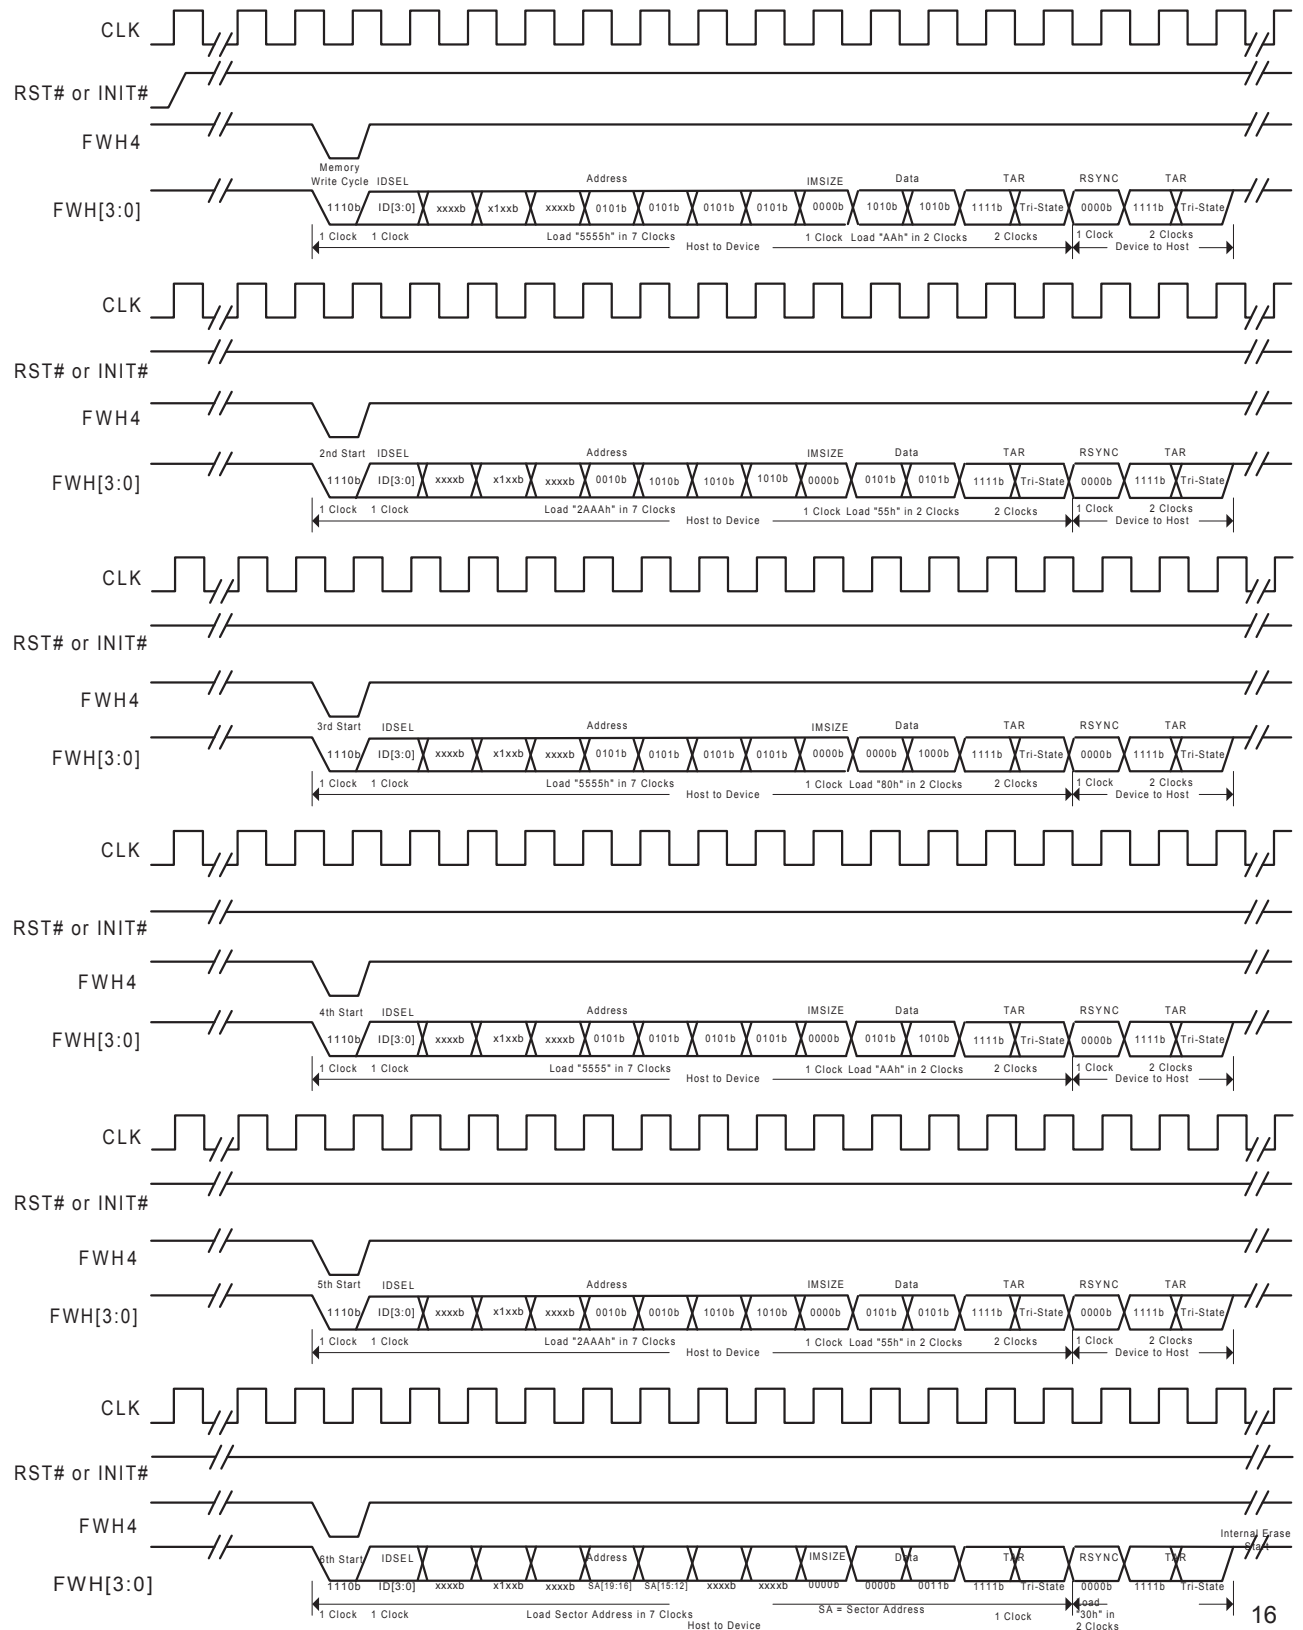 CLK
RST# or INIT#
FWH4
Memory
Write Cycle IDSEL Address IMSIZE Data TAR RSYNC TAR
FWH[3:0] 1110b ID[3:0] xxxxb x1xxb xxxxb 0101b 0101b 0101b 0101b 0000b 1010b 1010b 1111b Tri-State 0000b 1111b Tri-State
1 Clock 1 Clock Load "5555h" in 7 Clocks 1 Clock Load "AAh" in 2 Clocks 2 Clocks 1 Clock 2 Clocks
Host to Device Device to Host
CLK
RST# or INIT#
FWH4
2nd Start IDSEL Address IMSIZE Data TAR RSYNC TAR
FWH[3:0] 1110b ID[3:0] xxxxb x1xxb xxxxb 0010b 1010b 1010b 1010b 0000b 0101b 0101b 1111b Tri-State 0000b 1111b Tri-State
1 Clock 1 Clock Load "2AAAh" in 7 Clocks 1 Clock Load "55h" in 2 Clocks 2 Clocks 1 Clock 2 Clocks
Host to Device Device to Host
CLK
RST# or INIT#
FWH4
3rd Start IDSEL Address IMSIZE Data TAR RSYNC TAR
FWH[3:0] 1110b ID[3:0] xxxxb x1xxb xxxxb 0101b 0101b 0101b 0101b 0000b 0000b 1000b 1111b Tri-State 0000b 1111b Tri-State
1 Clock 1 Clock Load "5555h" in 7 Clocks 1 Clock Load "80h" in 2 Clocks 2 Clocks 1 Clock 2 Clocks
Host to Device Device to Host
CLK
RST# or INIT#
FWH4
4th Start IDSEL Address IMSIZE Data TAR RSYNC TAR
FWH[3:0] 1110b ID[3:0] xxxxb x1xxb xxxxb 0101b 0101b 0101b 0101b 0000b 0101b 1010b 1111b Tri-State 0000b 1111b Tri-State
1 Clock 1 Clock Load "5555" in 7 Clocks 1 Clock Load "AAh" in 2 Clocks 2 Clocks 1 Clock 2 Clocks
Host to Device Device to Host
CLK
RST# or INIT#
FWH4
5th Start IDSEL Address IMSIZE Data TAR RSYNC TAR
FWH[3:0] 1110b ID[3:0] xxxxb x1xxb xxxxb 0010b 0010b 1010b 1010b 0000b 0101b 0101b 1111b Tri-State 0000b 1111b Tri-State
1 Clock 1 Clock Load "2AAAh" in 7 Clocks 1 Clock Load "55h" in 2 Clocks 2 Clocks 1 Clock 2 Clocks
Host to Device Device to Host
CLK
RST# or INIT#
FWH4
Internal Erase
Start
6th Start IDSEL Address IMSIZE Data TAR RSYNC TAR
FWH[3:0] 1110b ID[3:0] xxxxb x1xxb xxxxb SA[19:16] SA[15:12] xxxxb xxxxb 0000b 0000b 0011b 1111b Tri-State 0000b 1111b Tri-State
1 Clock 1 Clock Load Sector Address in 7 Clocks SA = Sector Address 1 Clock Load
"30h" in
2 Clocks
Host to Device
16